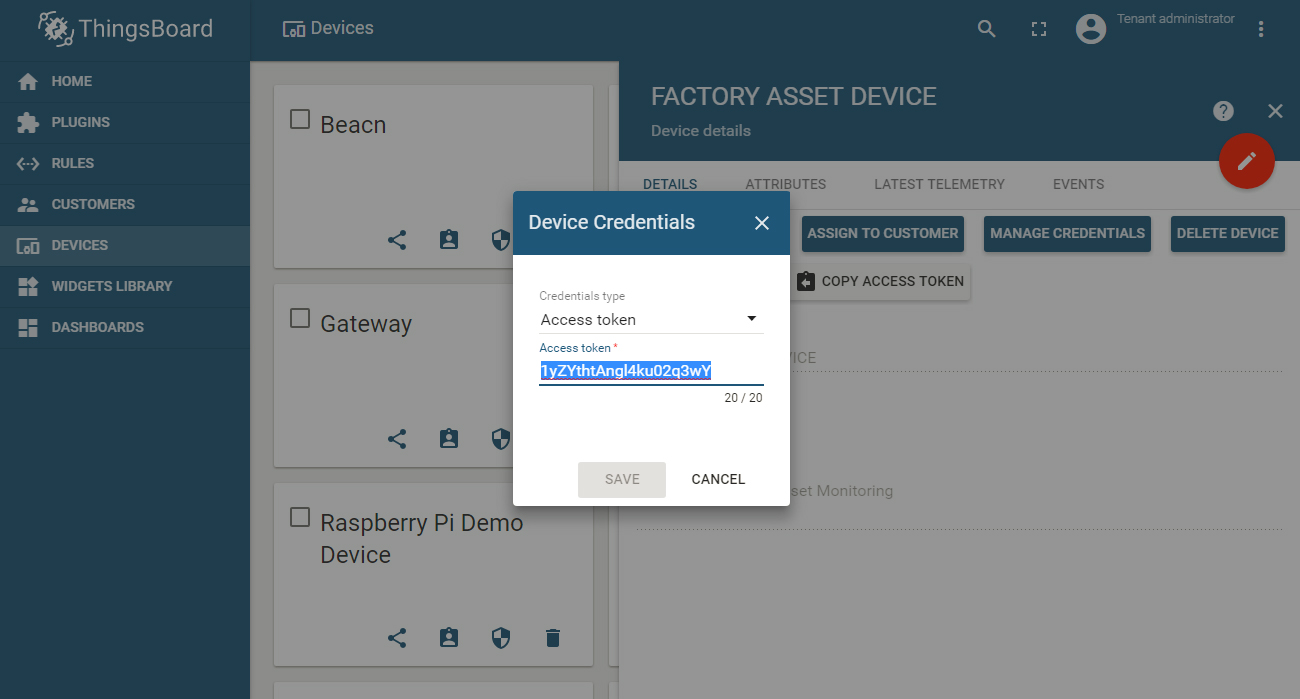 ThingsBoard
HOME
PLUGINS
RULES
CUSTOMERS
DEVICES
WIDGETS LIBRARY
DASHBOARDS
Devices
Tenant administrator
Beacn
Gateway
Raspberry Pi Demo
Device
FACTORY ASSET DEVICE
Device details
DETAILS
ATTRIBUTES
LATEST TELEMETRY
EVENTS
ASSIGN TO CUSTOMER
MANAGE CREDENTIALS
DELETE DEVICE
COPY ACCESS TOKEN
set Monitoring
Device Credentials
Credentials type
Access token
Access token *
1yZYthtAngl4ku02q3wY
20 / 20
SAVE
CANCEL